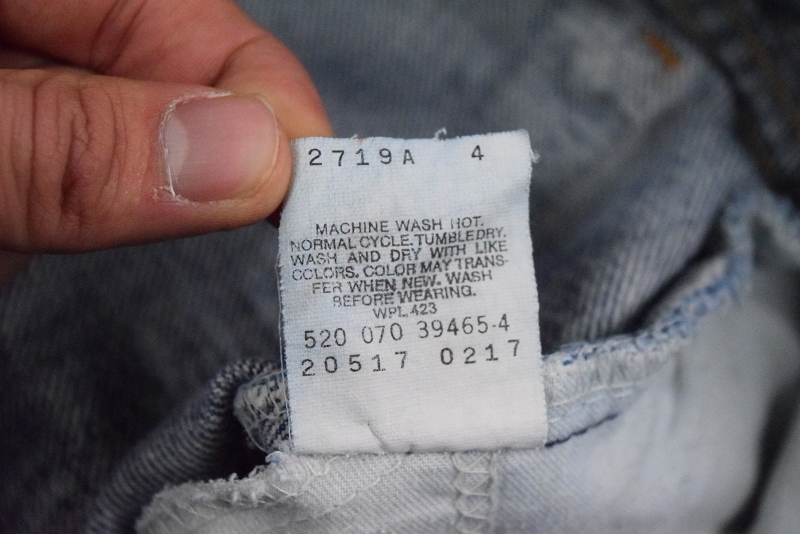 2719A 4
MACHINE WASH HOT.
NORMAL CYCLE. TUMBLE DRY.
WASH AND DRY WITH LIKE
COLORS. COLOR MAY TRANS-
FER WHEN NEW. WASH
BEFORE WEARING.
WPL 423
520 070 39465-4
20517 0217